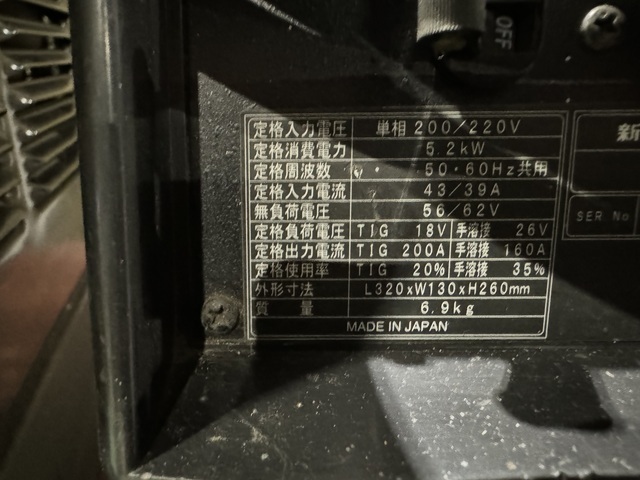 OFF
定格入力電圧 単相 200/220V
定格消費電力 5.2kW
定格周波数 50・60Hz共用
定格入力電流 43/39A
無負荷電圧 56/62V
定格負荷電圧 TIG 18V 手溶接 26V
定格出力電流 TIG 200A 手溶接 160A
定格使用率 TIG 20% 手溶接 35%
外形寸法 L320xW130xH260mm
質量 6.9kg
MADE IN JAPAN
新
SER No